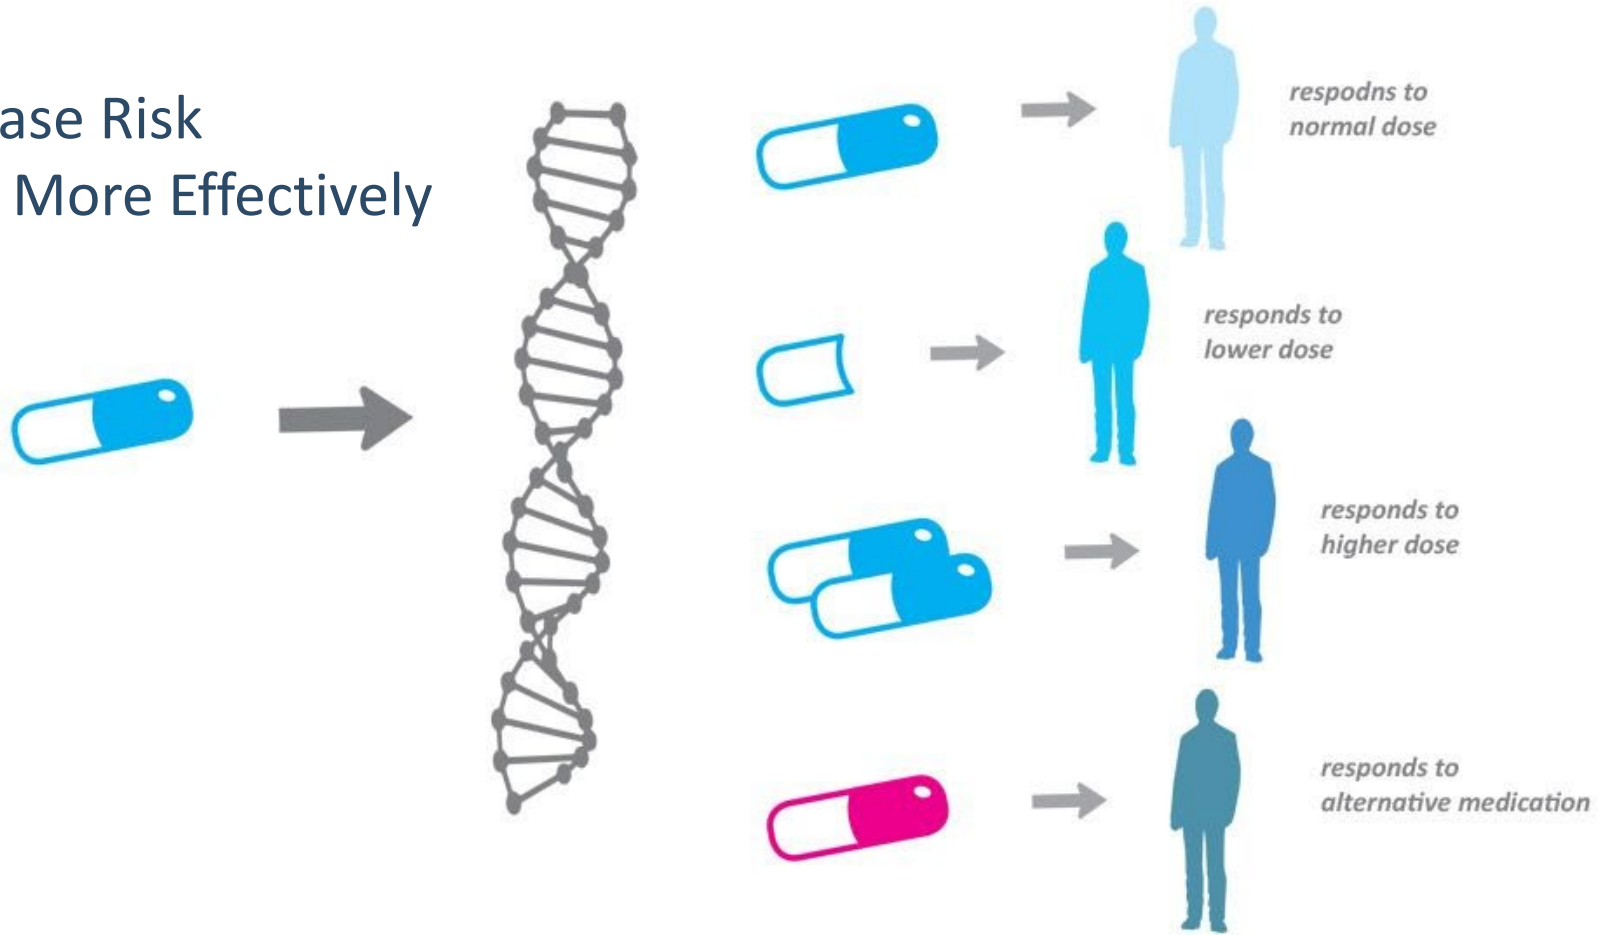 ase Risk
More Effectively
respodns to
normal dose
responds to
lower dose
responds to
higher dose
responds to
alternative medication